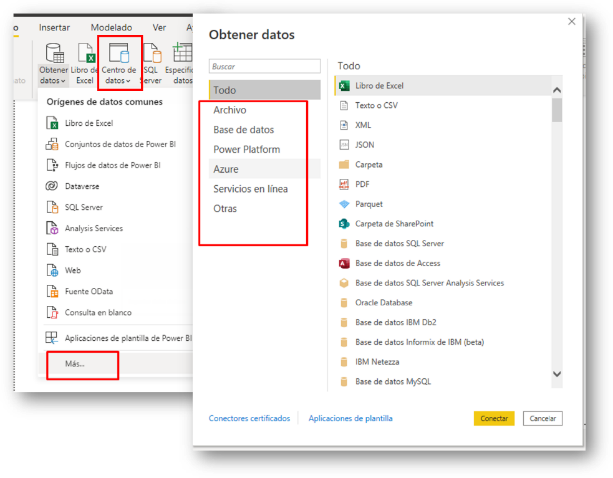 o Insertar Modelado Ver A
Obtener datos Libro de Excel Centro de datos SQL Server Especific datos
ato
Orígenes de datos comunes
Libro de Excel
Conjuntos de datos de Power BI
Flujos de datos de Power BI
Dataverse
SQL Server
Analysis Services
Texto o CSV
Web
Fuente OData
Consulta en blanco
Aplicaciones de plantilla de Power BI
Más...
Obtener datos
Buscar
Todo
Archivo
Base de datos
Power Platform
Azure
Servicios en línea
Otras
Todo
Libro de Excel
Texto o CSV
XML
JSON
Carpeta
PDF
Parquet
Carpeta de SharePoint
Base de datos SQL Server
Base de datos de Access
Base de datos SQL Server Analysis Services
Oracle Database
Base de datos IBM Db2
Base de datos Informix de IBM (beta)
IBM Netezza
Base de datos MySQL
Conectores certificados Aplicaciones de plantilla Conectar Cancelar